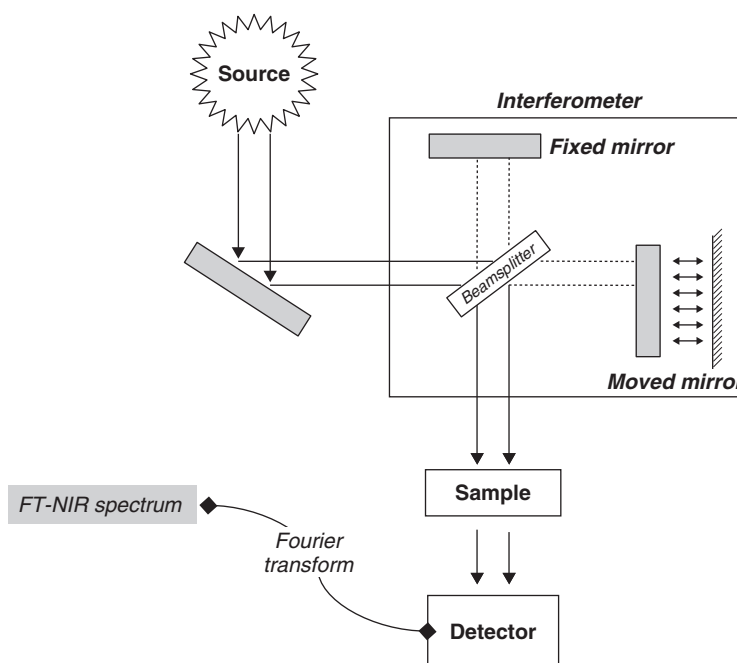 Source
Interferometer
Fixed mirror
Beamsplitter
Moved mirror
Sample
FT-NIR spectrum
Fourier
transform
Detector